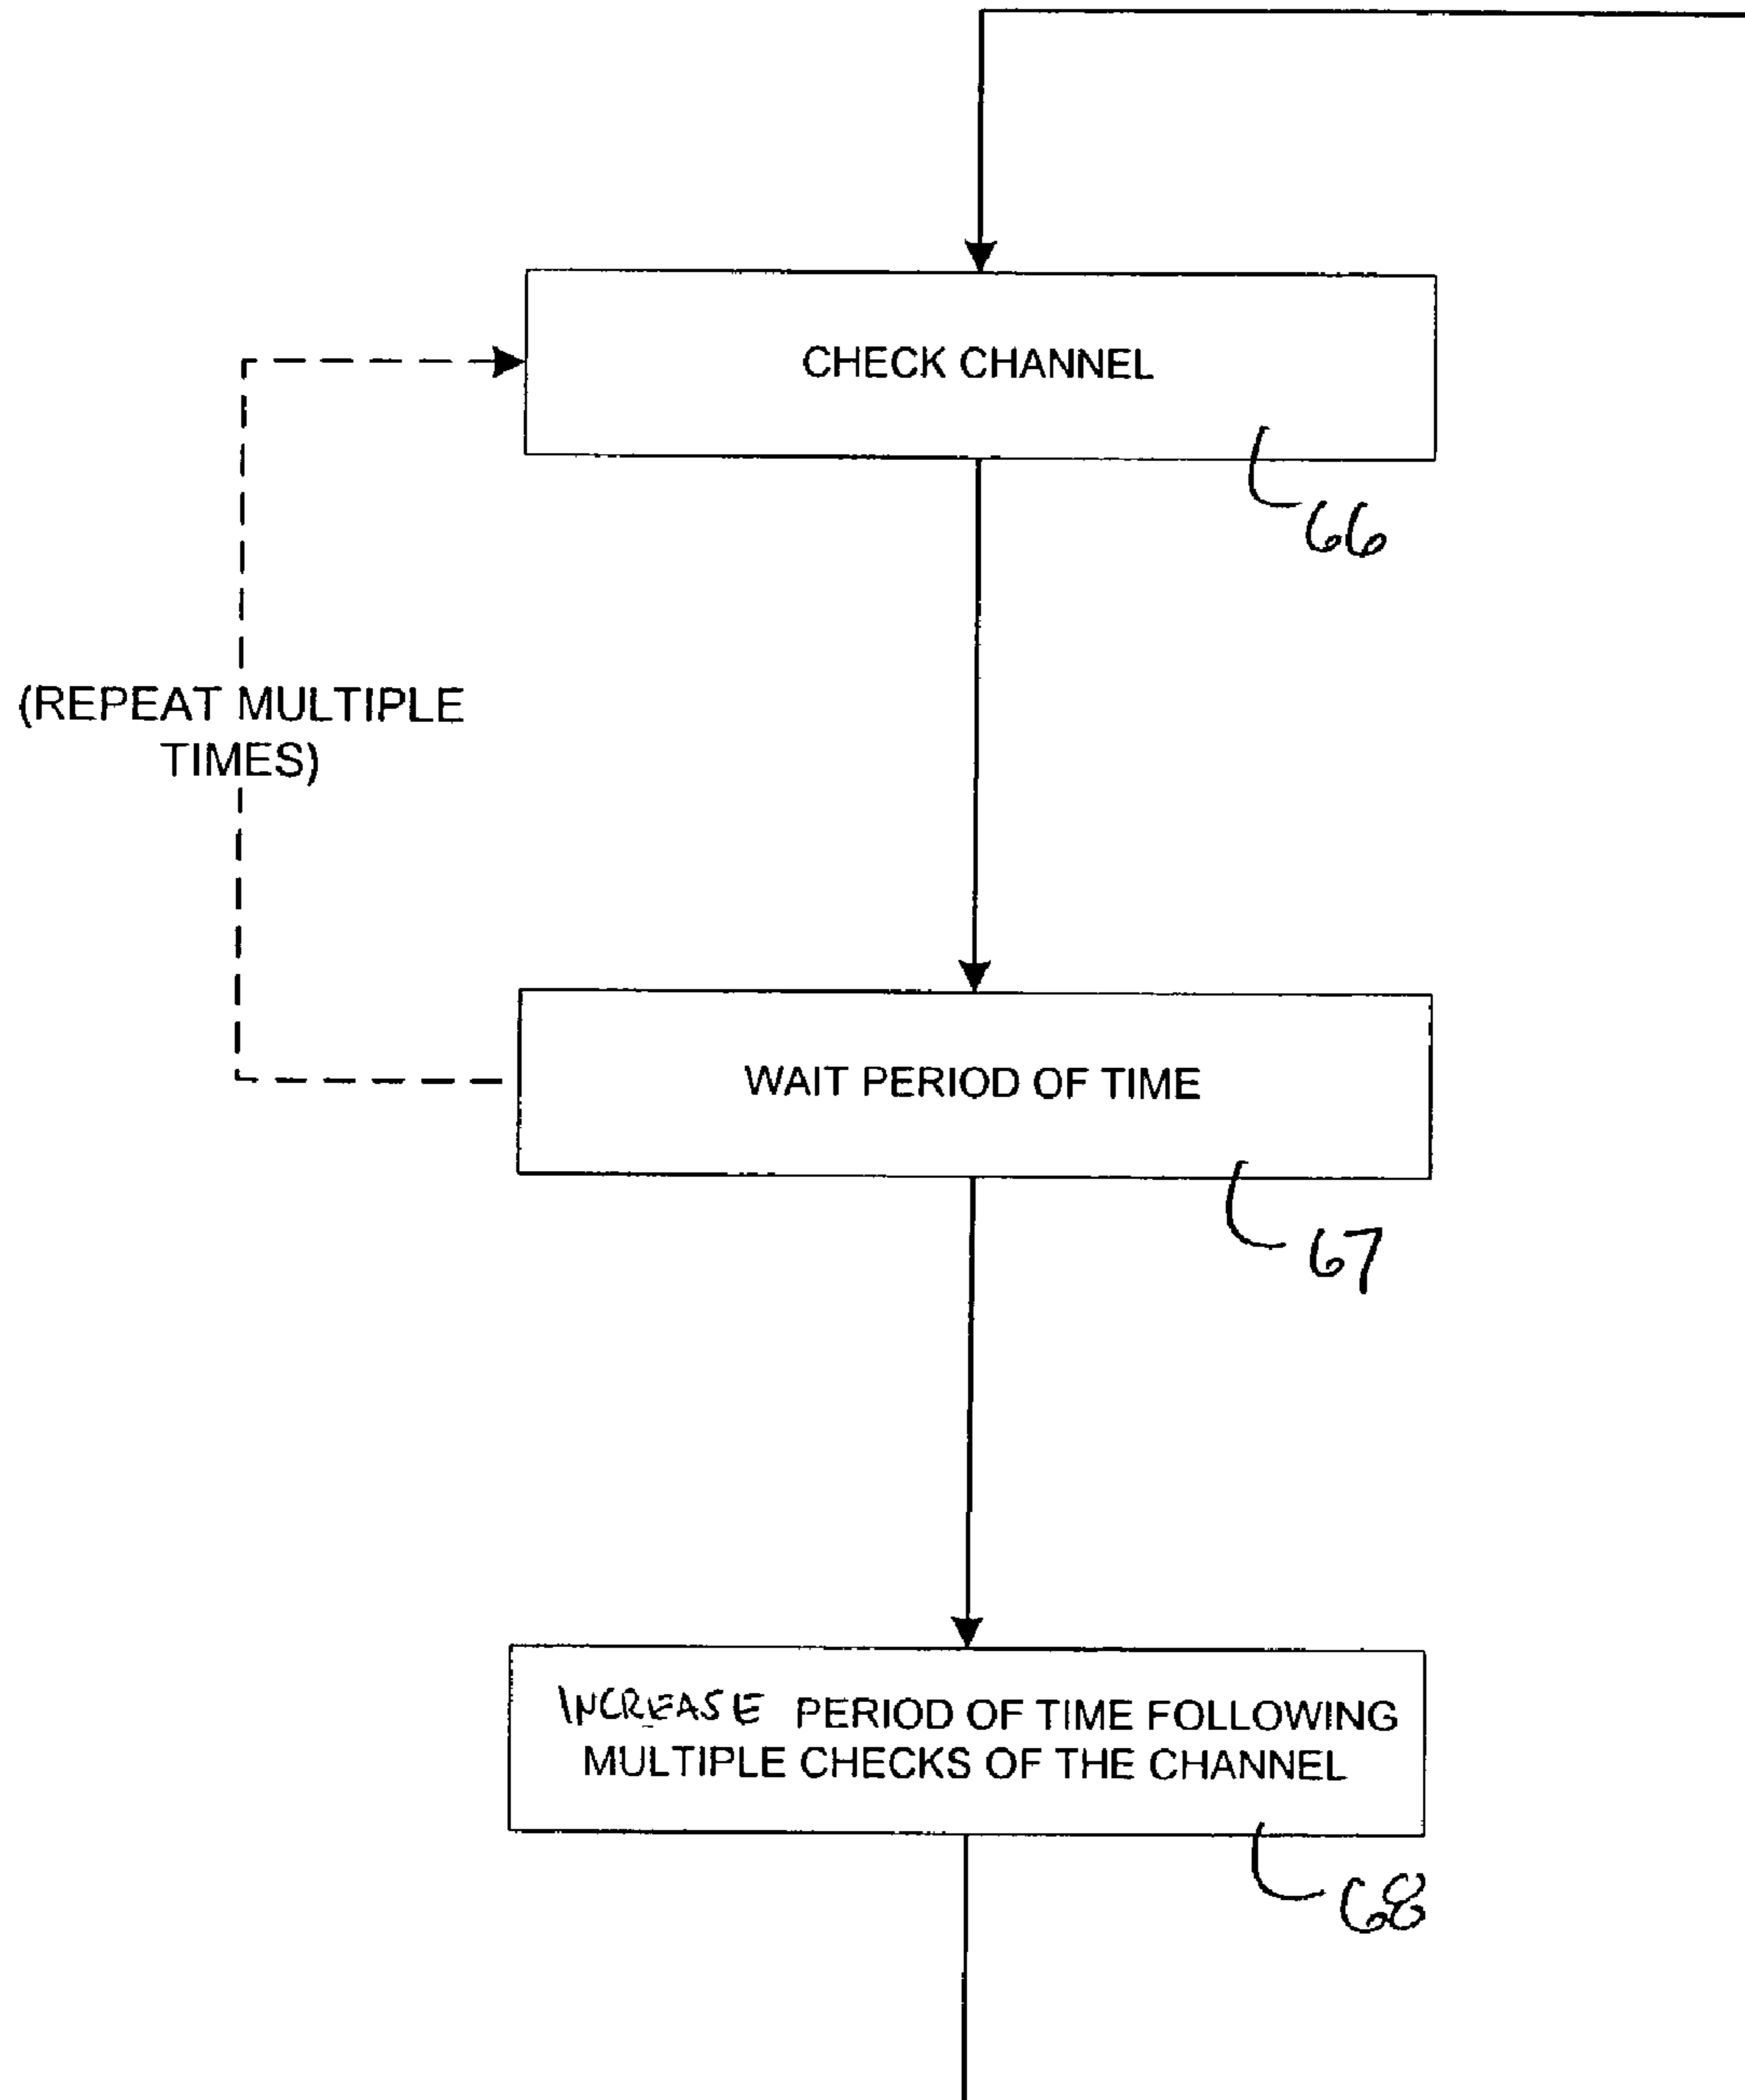 CHECK CHANNEL
66
(REPEAT MULTIPLE
TIMES)
WAIT PERIOD OF TIME
67
INCREASE PERIOD OF TIME FOLLOWING
MULTIPLE CHECKS OF THE CHANNEL
68